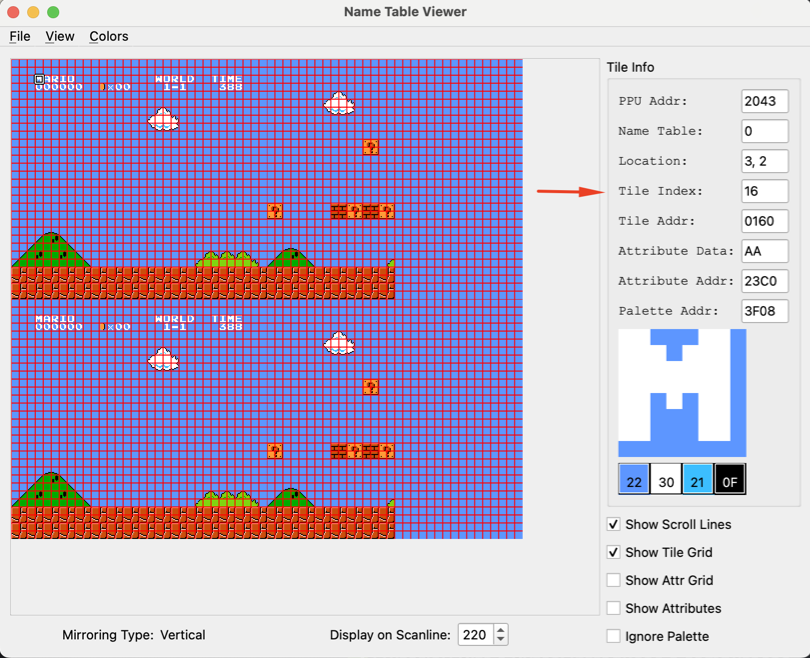 Name Table Viewer
File View Colors
Tile Info
MARIO WORLD TIME
000000 x00 1-1 388
? 
?
? ? ?
MARIO WORLD TIME
000000 x00 1-1 388
?
?
? ? ?
PPU Addr: 2043
Name Table: 0
Location: 3, 2
Tile Index: 16
Tile Addr: 0160
Attribute Data: AA
Attribute Addr: 23C0
Palette Addr: 3F08
M
22 30 21 0F
Show Scroll Lines
Show Tile Grid
Show Attr Grid
Show Attributes
Ignore Palette
Mirroring Type: Vertical
Display on Scanline: 220